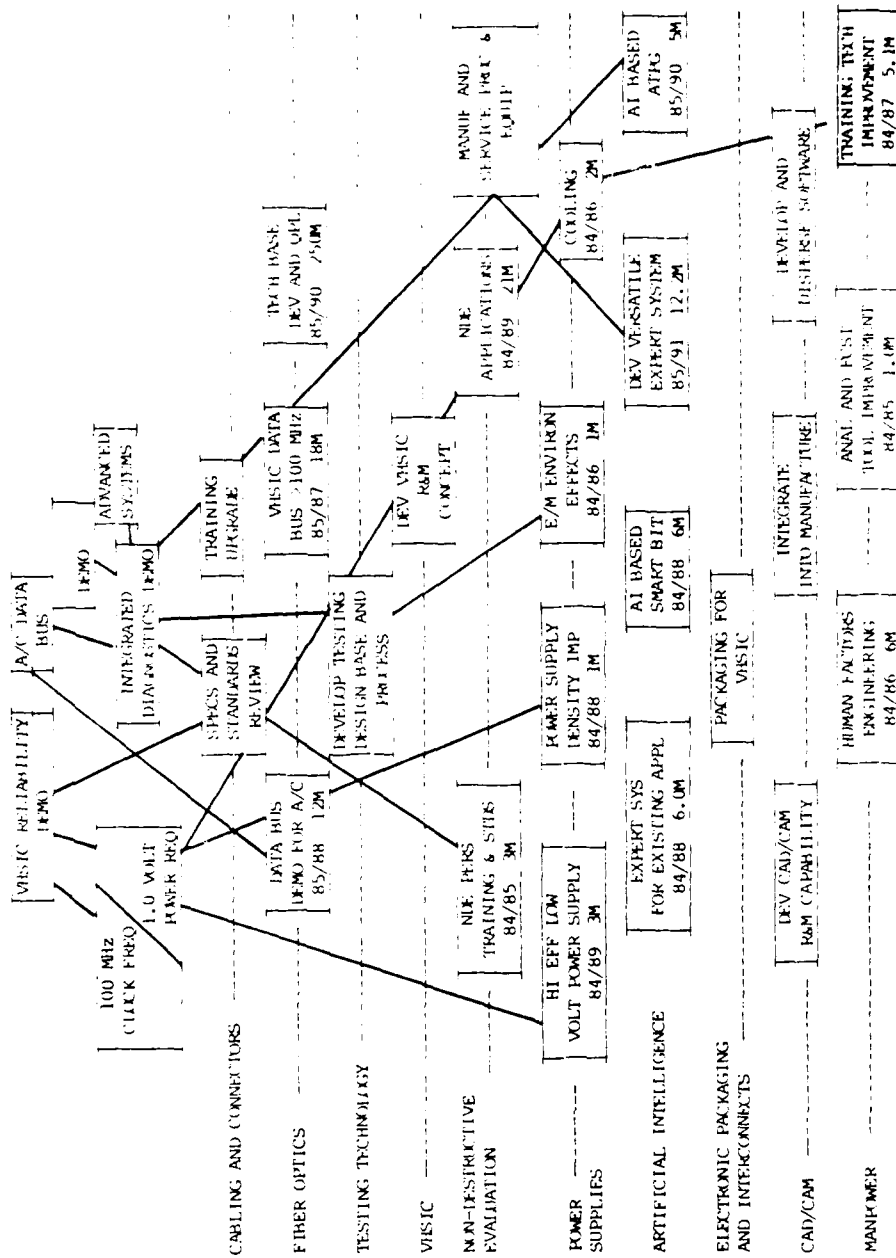 VHSIC RELIABILITY
DEMO
A/C DATA
BUS
100 MHz
CLOCK FREQ
1.0 VOLT
POWER REQ
INTEGRATED
DIAGNOSTICS DEMO
DEMO
ADVANCED
SYSTEMS
CABLING AND CONNECTORS
SPECS AND
STANDARDS
REVIEW
TRAINING
UPGRADE
FIBER OPTICS
DATA BUS
DEMO FOR A/C
85/88 12M
VHSIC DATA
BUS >100 MHz
85/87 18M
TECH BASE
DEV AND QPL
85/90 250M
TESTING TECHNOLOGY
DEVELOP TESTING
DESIGN BASE AND
PROCESS
VHSIC
DEV VHSIC
R&M
CONCEPT
NON-DESTRUCTIVE
EVALUATION
NDE PERS
TRAINING & STDS
84/85 3M
NDE
APPLICATIONS
84/89 21M
MANUF AND
SERVICE PROC &
EQUIP
POWER
SUPPLIES
HI EFF LOW
VOLT POWER SUPPLY
84/89 3M
POWER SUPPLY
DENSITY IMP
84/88 1M
E/M ENVIRON
EFFECTS
84/86 1M
COOLING
84/86 2M
ARTIFICIAL INTELLIGENCE
EXPERT SYS
FOR EXISTING APPL
84/88 6.0M
AI BASED
SMART BIT
84/88 6M
DEV VERSATILE
EXPERT SYSTEM
85/91 12.2M
AI BASED
ATPG
85/90 5M
ELECTRONIC PACKAGING
AND INTERCONNECTS
PACKAGING FOR
VHSIC
CAD/CAM
DEV CAD/CAM
R&M CAPABILITY
INTEGRATE
INTO MANUFACTURE
DEVELOP AND
DISPERSE SOFTWARE
MANPOWER
HUMAN FACTORS
ENGINEERING
84/86 6M
ANAL AND FCST
TOOL IMPROVEMENT
84/85 1.0M
TRAINING TECH
IMPROVEMENT
84/87 5.1M